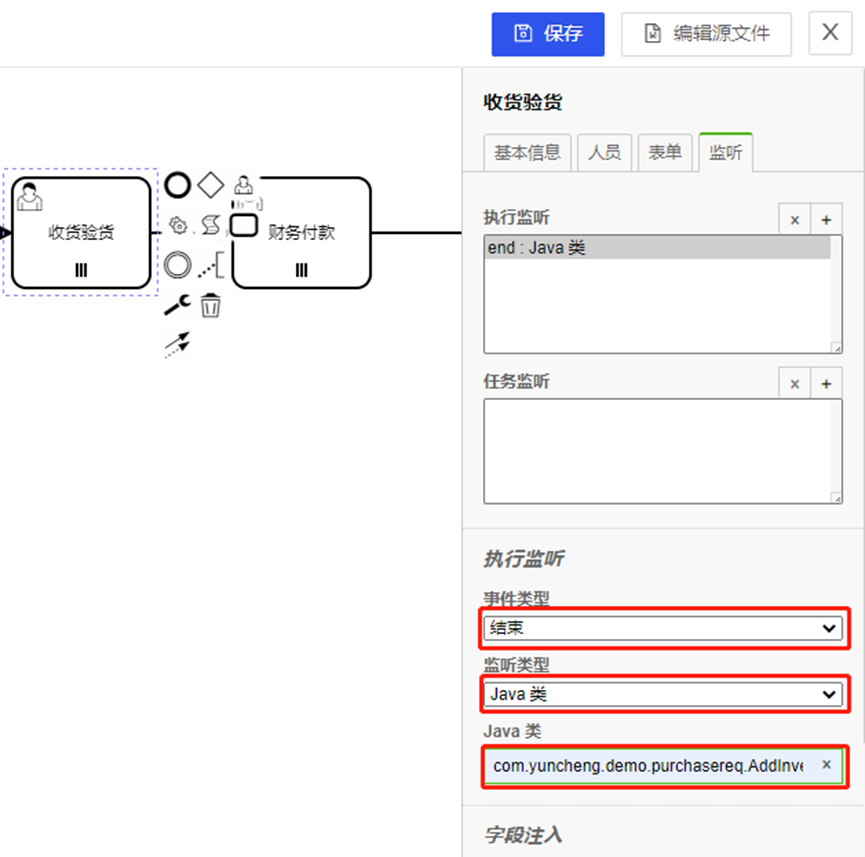 保存
编辑源文件
X
收货验货
基本信息 人员 表单 监听
收货验货
财务付款
执行监听
x +
end : Java 类
任务监听
x +
执行监听
事件类型
结束
监听类型
Java 类
Java 类
com.yuncheng.demo.purchasereq.AddInve
×
字段注入